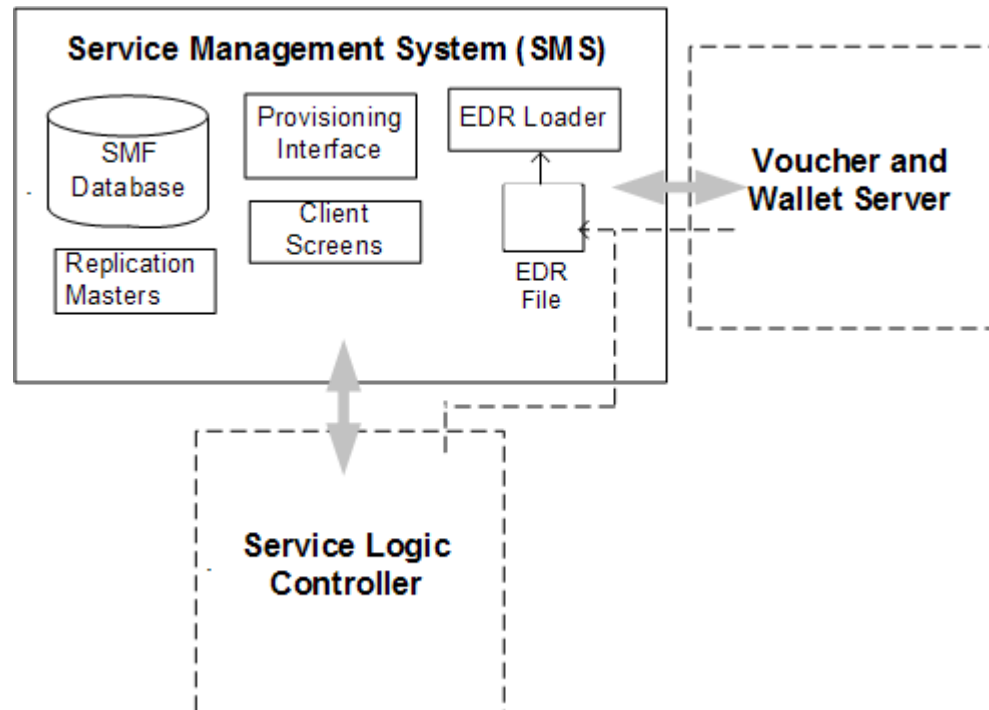 Service Management System (SMS)
SMF
Database
Provisioning
Interface
EDR Loader
Client
Screens
Replication
Masters
EDR
File
Voucher and
Wallet Server
Service Logic
Controller